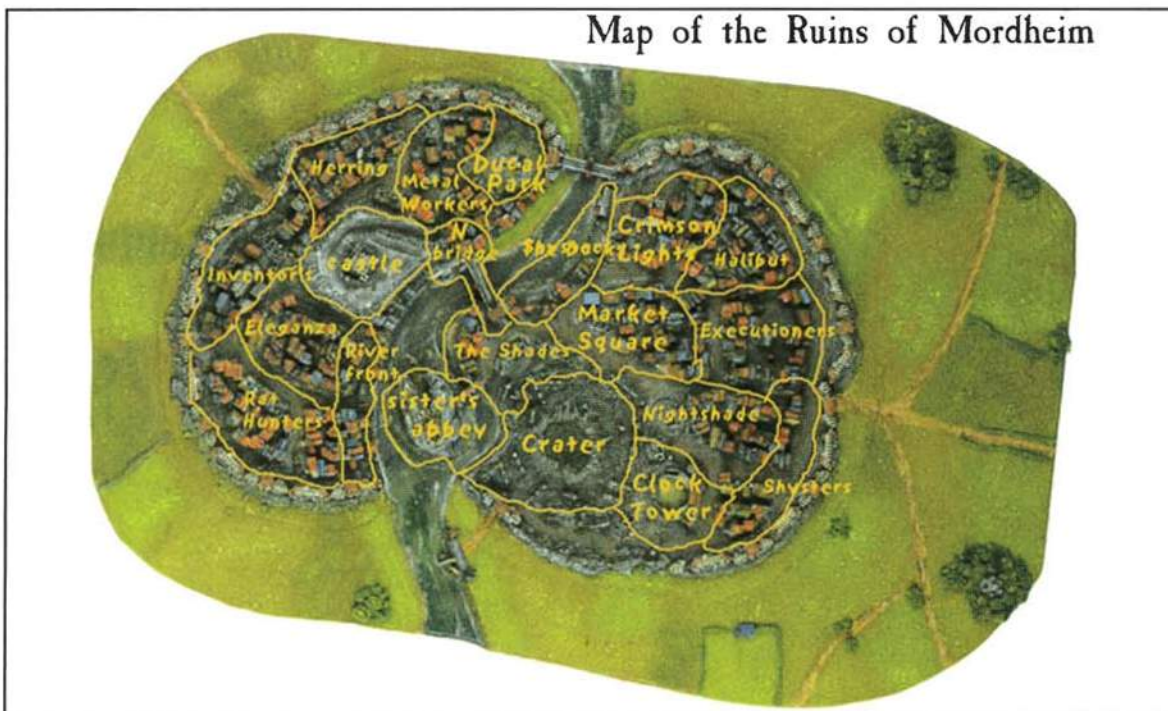 Map of the Ruins of Mordheim
Herring
Metal
Workers
Ducal
Park
N
bridge
castle
Inventors
Eleganza
River
front
Rat
Hunters
sister's
abbey
The Shades
Market
Square
Crimson
Lights
Halibut
Executioners
Crater
Nightshade
Clock
Tower
Shysters